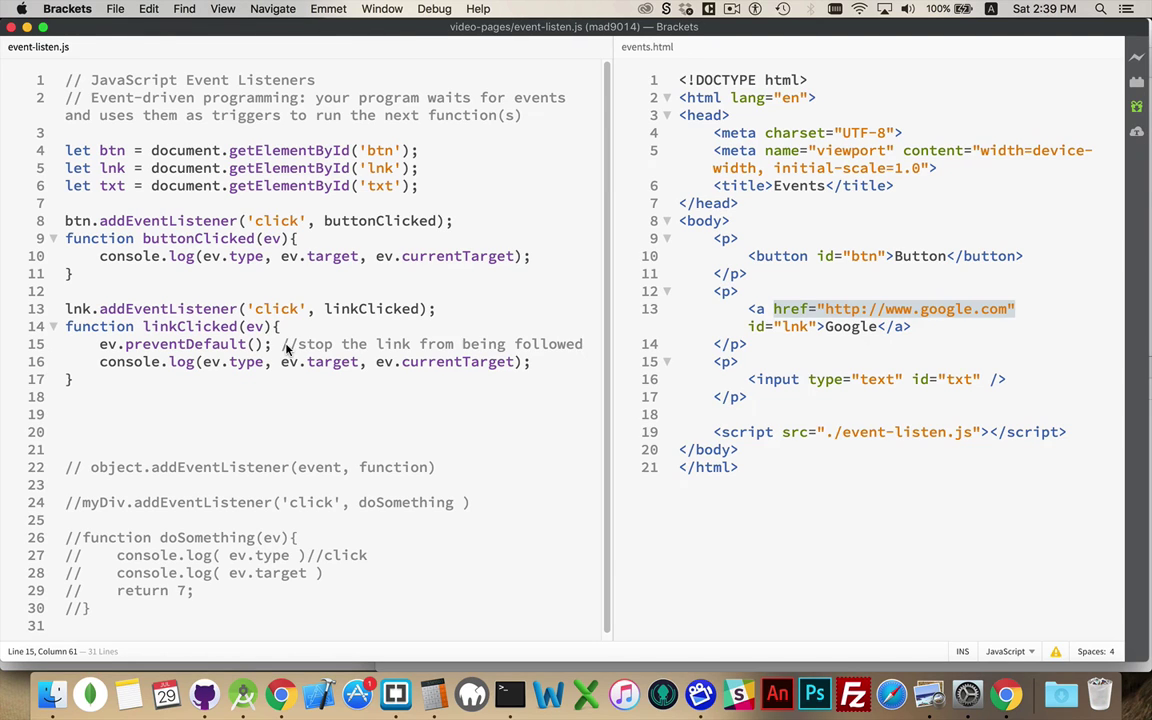 Brackets File Edit Find View Navigate Emmet Window Debug Help 100% A Sat 2:39 PM
video-pages/event-listen.js (mad9014) — Brackets
event-listen.js
1 // JavaScript Event Listeners
2 // Event-driven programming: your program waits for events
and uses them as triggers to run the next function(s)
3
4 let btn = document.getElementById('btn');
5 let lnk = document.getElementById('lnk');
6 let txt = document.getElementById('txt');
7
8 btn.addEventListener('click', buttonClicked);
9 function buttonClicked(ev){
10 console.log(ev.type, ev.target, ev.currentTarget);
11 }
12
13 lnk.addEventListener('click', linkClicked);
14 function linkClicked(ev){
15 ev.preventDefault(); //stop the link from being followed
16 console.log(ev.type, ev.target, ev.currentTarget);
17 }
18
19
20
21
22 // object.addEventListener(event, function)
23
24 //myDiv.addEventListener('click', doSomething )
25
26 //function doSomething(ev){
27 // console.log( ev.type )//click
28 // console.log( ev.target )
29 // return 7;
30 //}
31
events.html
1 <!DOCTYPE html>
2 <html lang="en">
3 <head>
4 <meta charset="UTF-8">
5 <meta name="viewport" content="width=device-
width, initial-scale=1.0">
6 <title>Events</title>
7 </head>
8 <body>
9 <p>
10 <button id="btn">Button</button>
11 </p>
12 <p>
13 <a href="http://www.google.com"
id="lnk">Google</a>
14 </p>
15 <p>
16 <input type="text" id="txt" />
17 </p>
18
19 <script src="./event-listen.js"></script>
20 </body>
21 </html>
Line 15, Column 61 — 31 Lines
INS JavaScript Spaces: 4
JUL 29
1
An Ps Fz